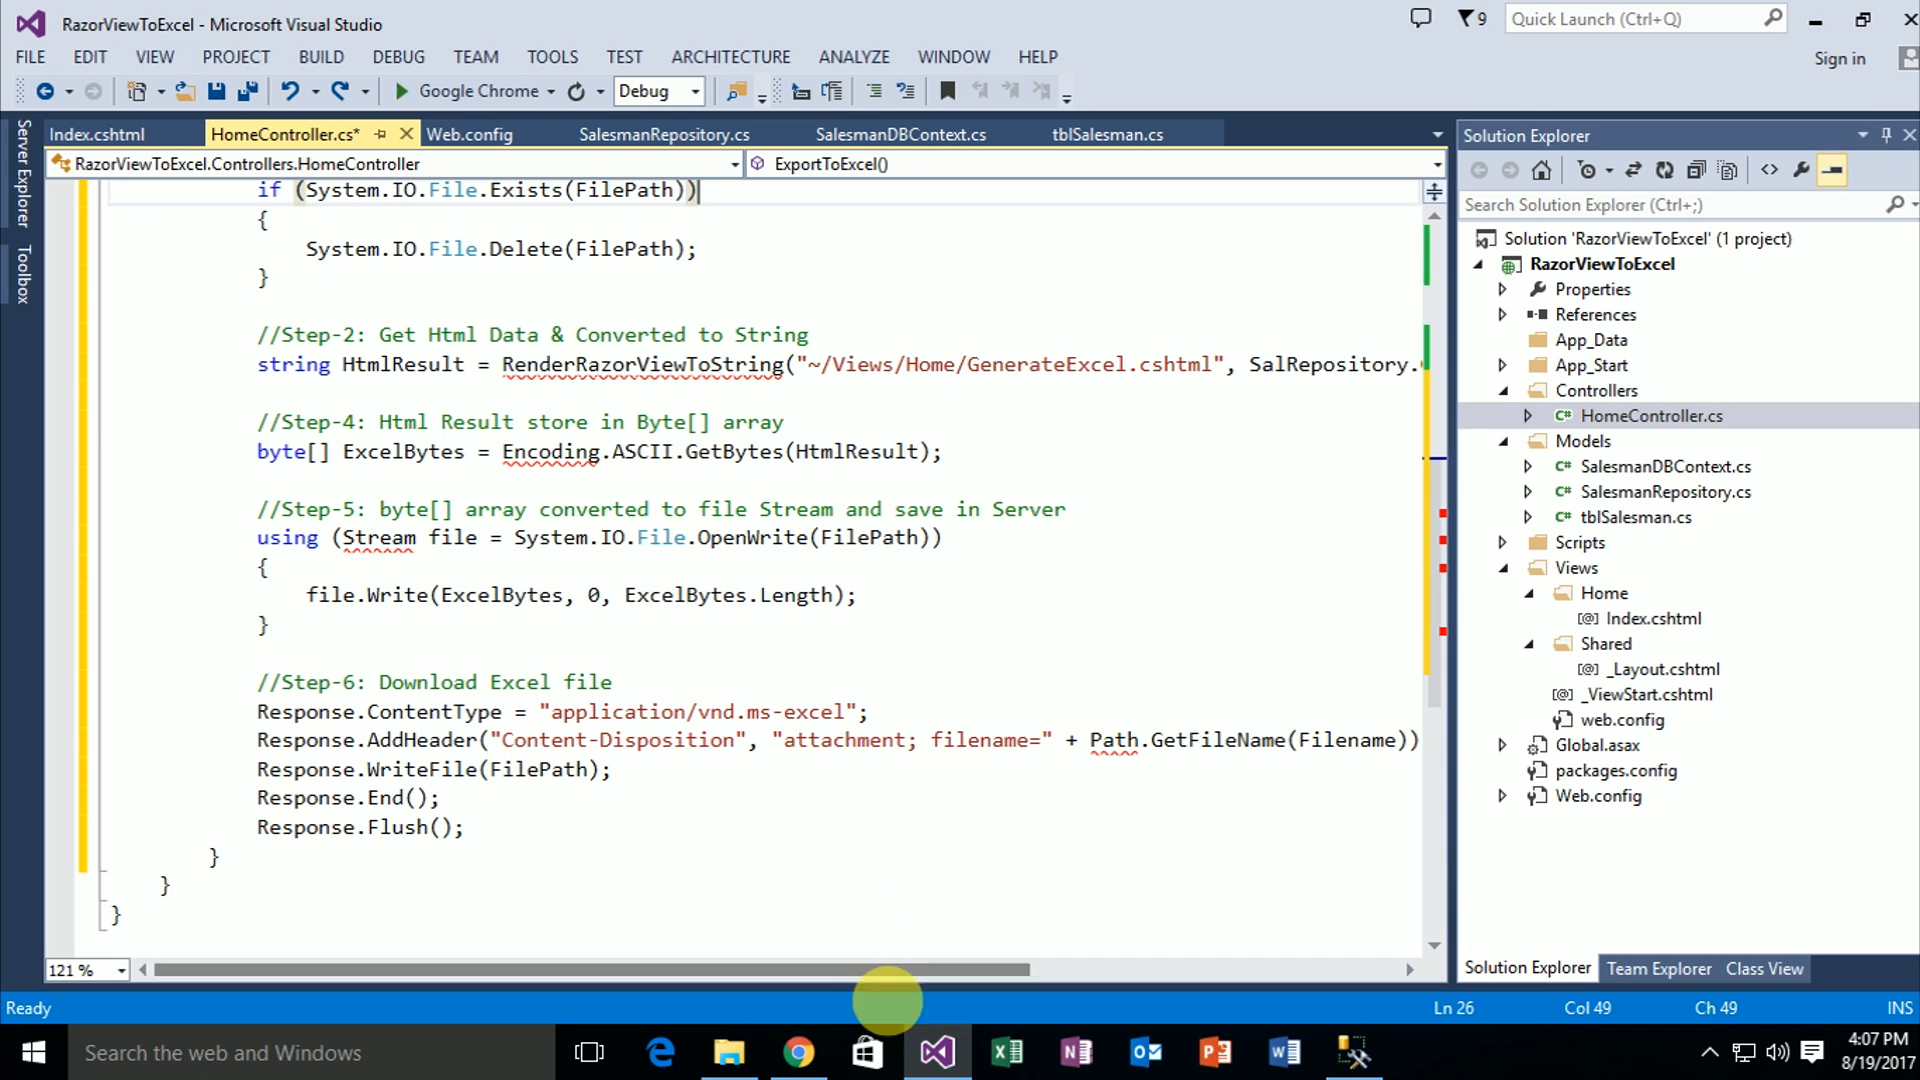 RazorViewToExcel - Microsoft Visual Studio
9
Quick Launch (Ctrl+Q)
FILE EDIT VIEW PROJECT BUILD DEBUG TEAM TOOLS TEST ARCHITECTURE ANALYZE WINDOW HELP
Sign in
Google Chrome
Debug
Server Explorer
Toolbox
Index.cshtml HomeController.cs* Web.config SalesmanRepository.cs SalesmanDBContext.cs tblSalesman.cs
RazorViewToExcel.Controllers.HomeController ExportToExcel()
if (System.IO.File.Exists(FilePath))
{
System.IO.File.Delete(FilePath);
}
//Step-2: Get Html Data & Converted to String
string HtmlResult = RenderRazorViewToString("~/Views/Home/GenerateExcel.cshtml", SalRepository.
//Step-4: Html Result store in Byte[] array
byte[] ExcelBytes = Encoding.ASCII.GetBytes(HtmlResult);
//Step-5: byte[] array converted to file Stream and save in Server
using (Stream file = System.IO.File.OpenWrite(FilePath))
{
file.Write(ExcelBytes, 0, ExcelBytes.Length);
}
//Step-6: Download Excel file
Response.ContentType = "application/vnd.ms-excel";
Response.AddHeader("Content-Disposition", "attachment; filename=" + Path.GetFileName(Filename))
Response.WriteFile(FilePath);
Response.End();
Response.Flush();
}
}
}
121 %
Solution Explorer
Search Solution Explorer (Ctrl+;)
Solution 'RazorViewToExcel' (1 project)
RazorViewToExcel
Properties
References
App_Data
App_Start
Controllers
C# HomeController.cs
Models
C# SalesmanDBContext.cs
C# SalesmanRepository.cs
C# tblSalesman.cs
Scripts
Views
Home
[@] Index.cshtml
Shared
[@] _Layout.cshtml
[@] _ViewStart.cshtml
web.config
Global.asax
packages.config
Web.config
Solution Explorer Team Explorer Class View
Ready
Ln 26 Col 49 Ch 49 INS
Search the web and Windows
4:07 PM
8/19/2017